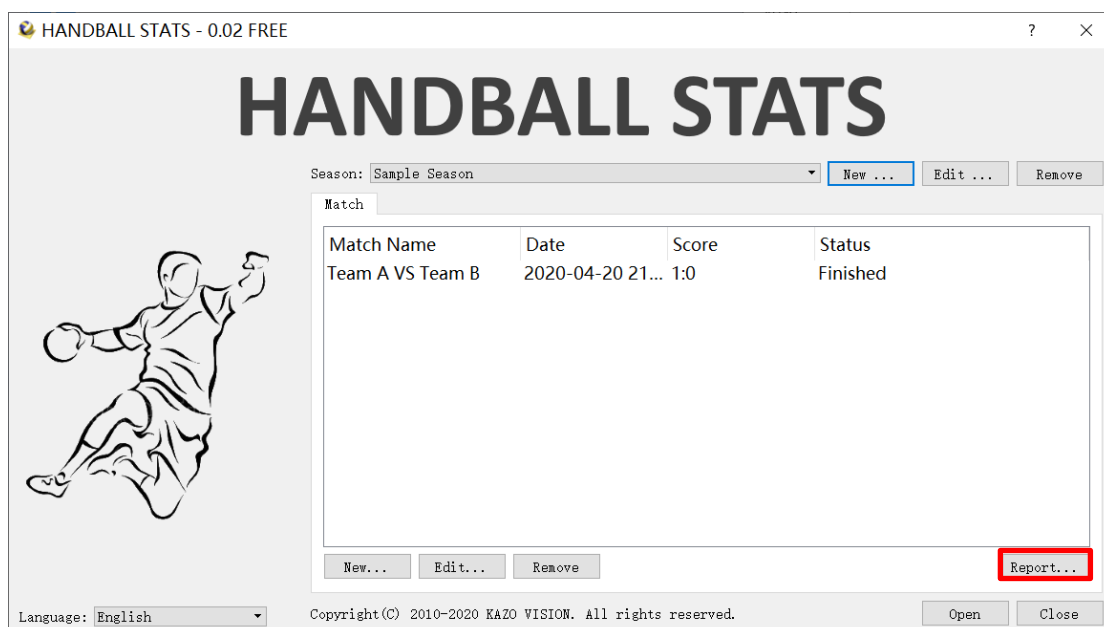 HANDBALL STATS - 0.02 FREE ?
HANDBALL STATS
Season: Sample Season New ... Edit ... Remove
Match
Match Name Date Score Status
Team A VS Team B 2020-04-20 21... 1:0 Finished
New... Edit... Remove Report...
Language: English Copyright(C) 2010-2020 KAZO VISION. All rights reserved. Open Close